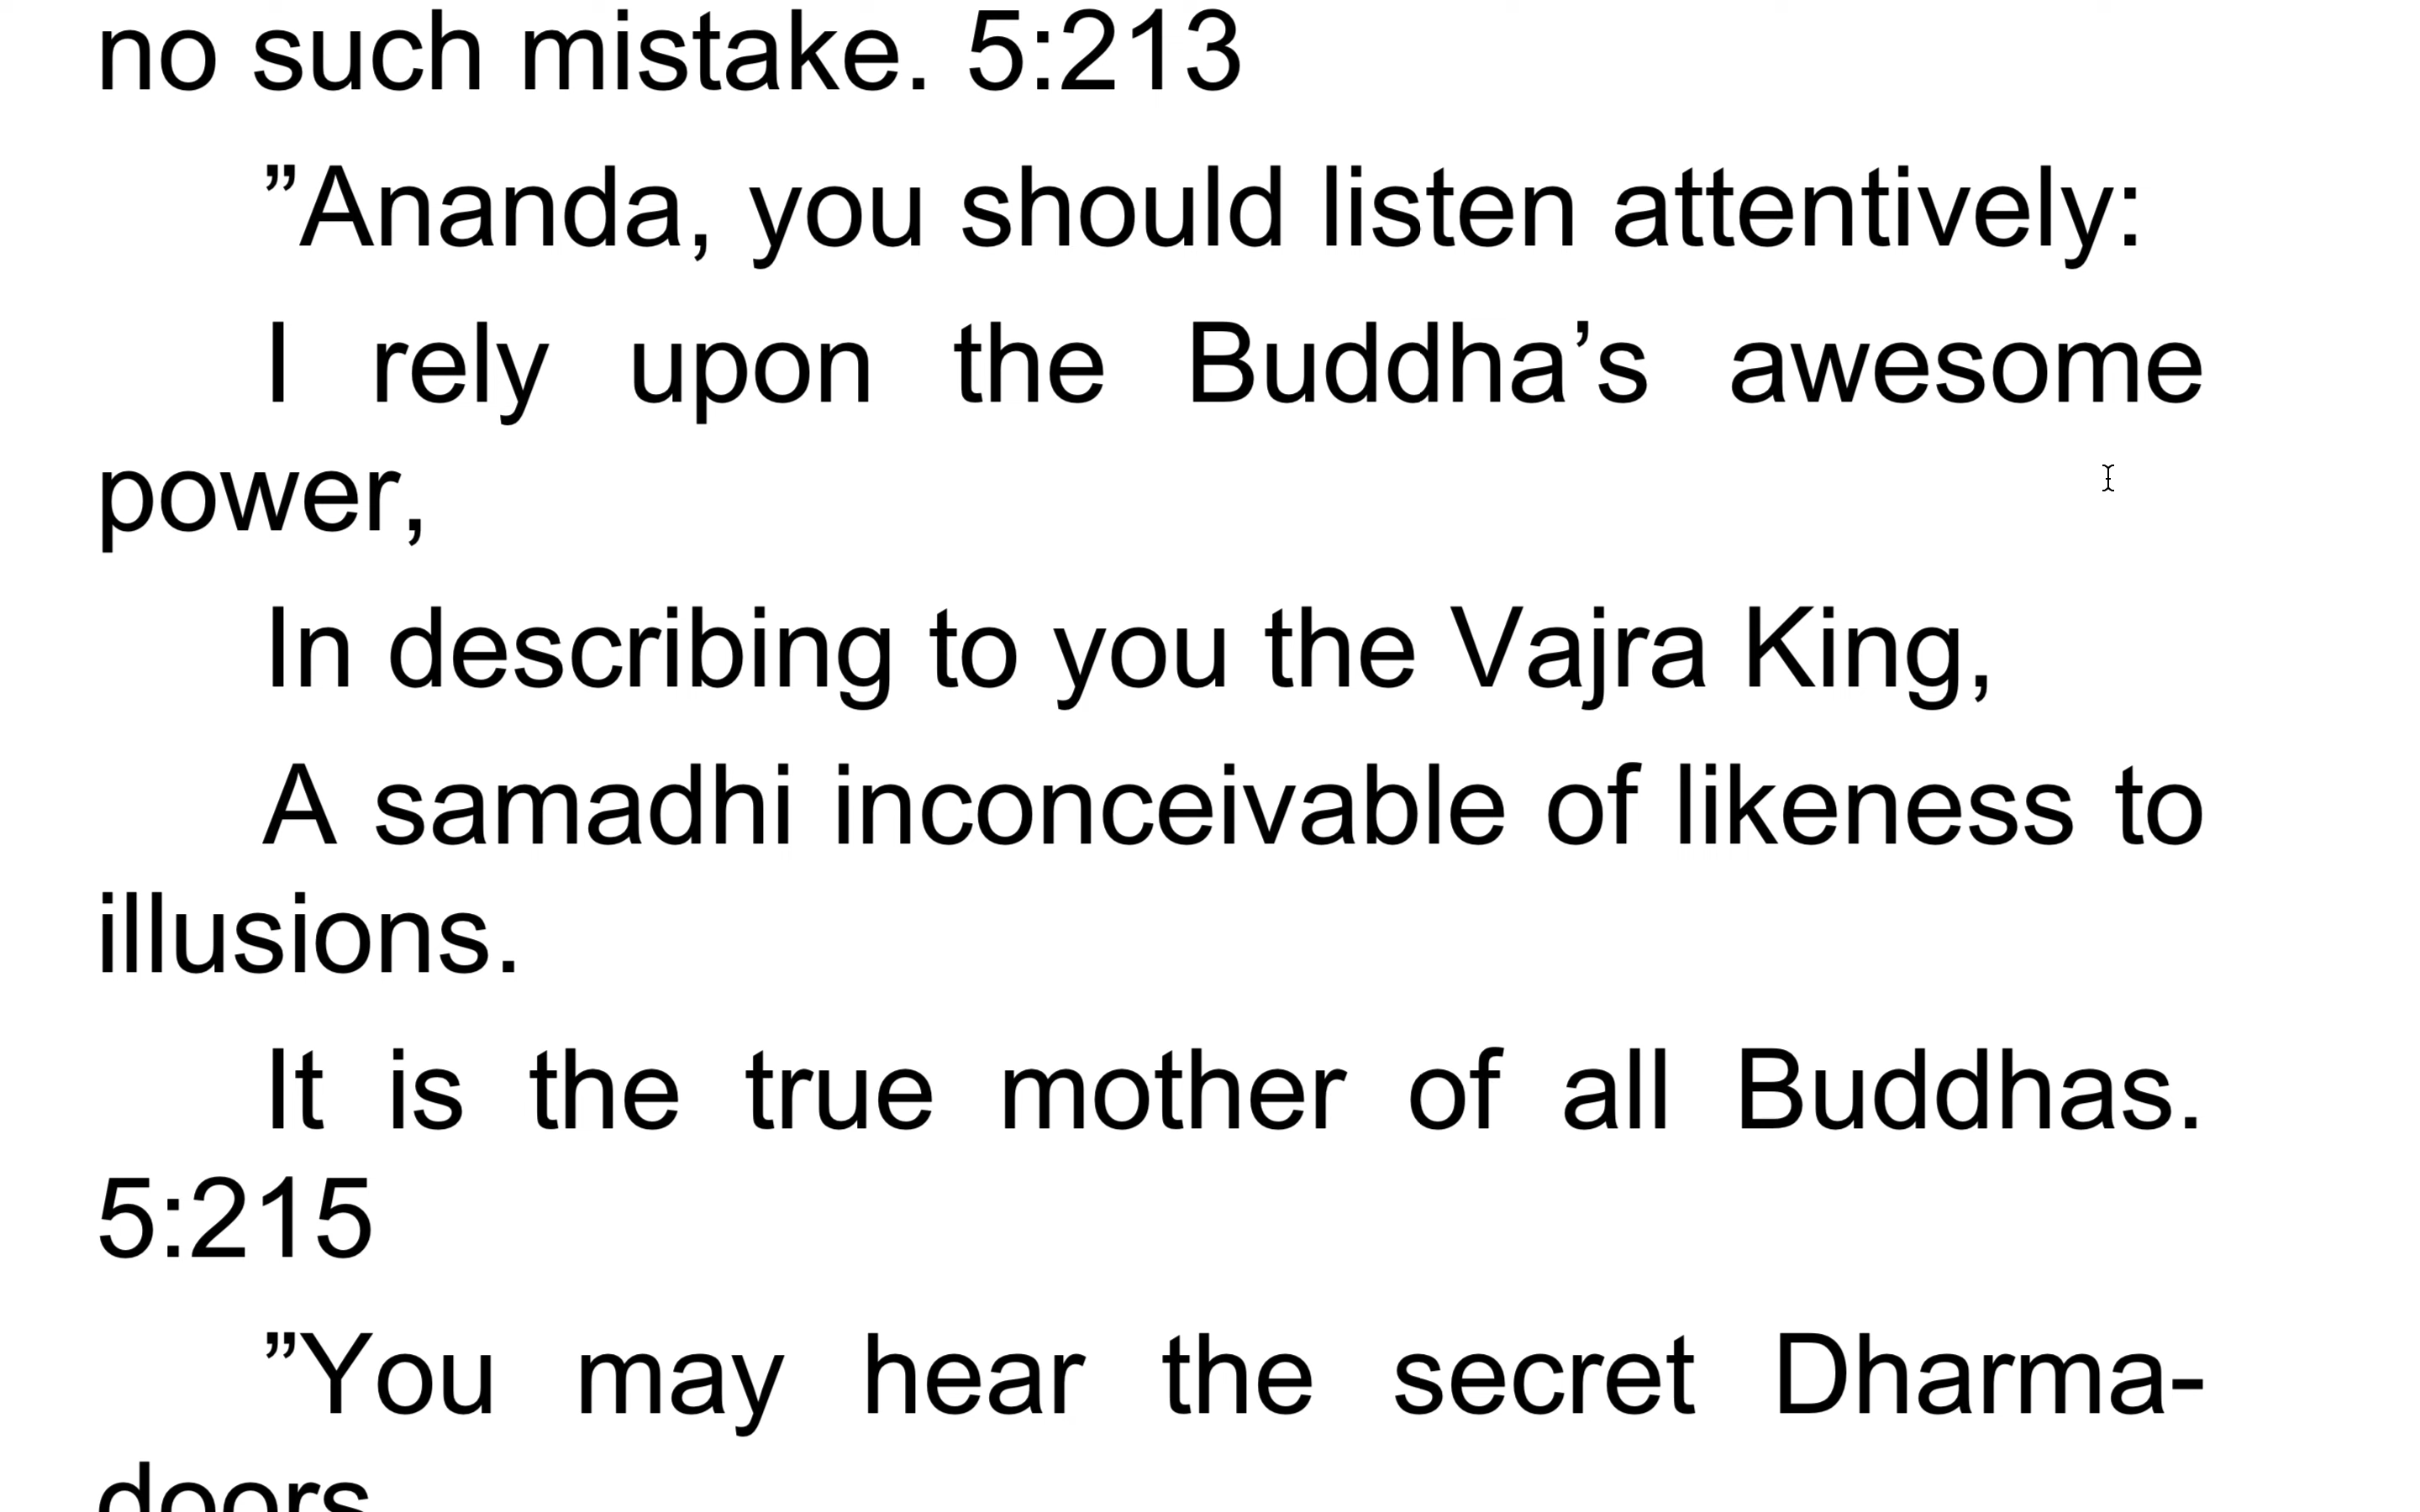 no such mistake. 5:213
”Ananda, you should listen attentively:
I rely upon the Buddha’s awesome
power,
In describing to you the Vajra King,
A samadhi inconceivable of likeness to
illusions.
It is the true mother of all Buddhas.
5:215
”You may hear the secret Dharma-
doors